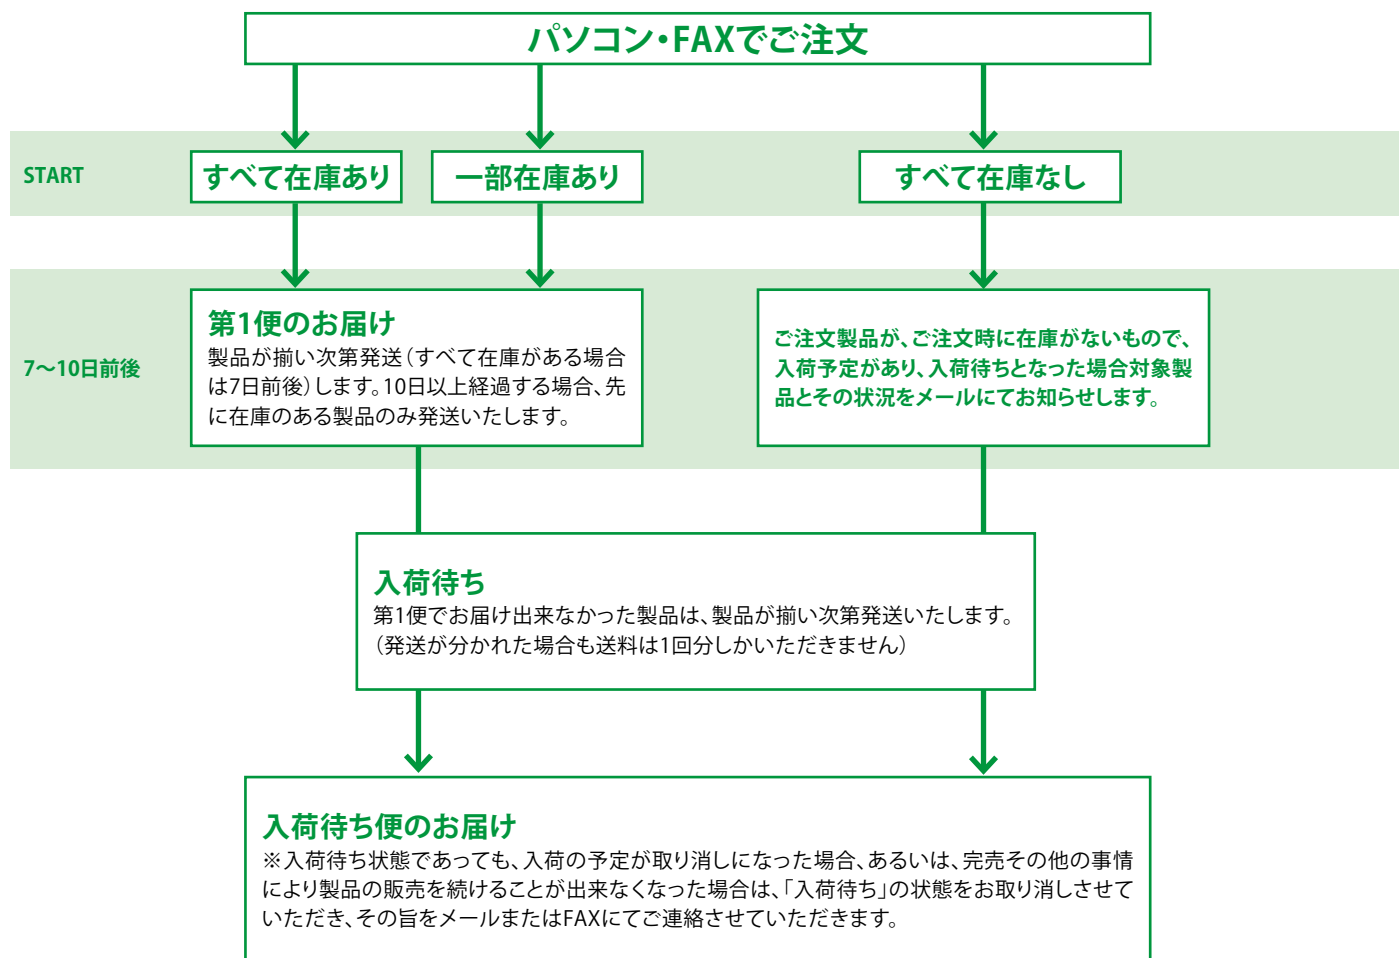 パソコン・FAXでご注文
START
すべて在庫あり
一部在庫あり
すべて在庫なし
7～10日前後
第1便のお届け
製品が揃い次第発送（すべて在庫がある場合
は7日前後）します。10日以上経過する場合、先
に在庫のある製品のみ発送いたします。
ご注文製品が、ご注文時に在庫がないもので、
入荷予定があり、入荷待ちとなった場合対象製
品とその状況をメールにてお知らせします。
入荷待ち
第1便でお届け出来なかった製品は、製品が揃い次第発送いたします。
（発送が分かれた場合も送料は1回分しかいただきません）
入荷待ち便のお届け
※入荷待ち状態であっても、入荷の予定が取り消しになった場合、あるいは、完売その他の事情
により製品の販売を続けることが出来なくなった場合は、「入荷待ち」の状態をお取り消しさせて
いただき、その旨をメールまたはFAXにてご連絡させていただきます。